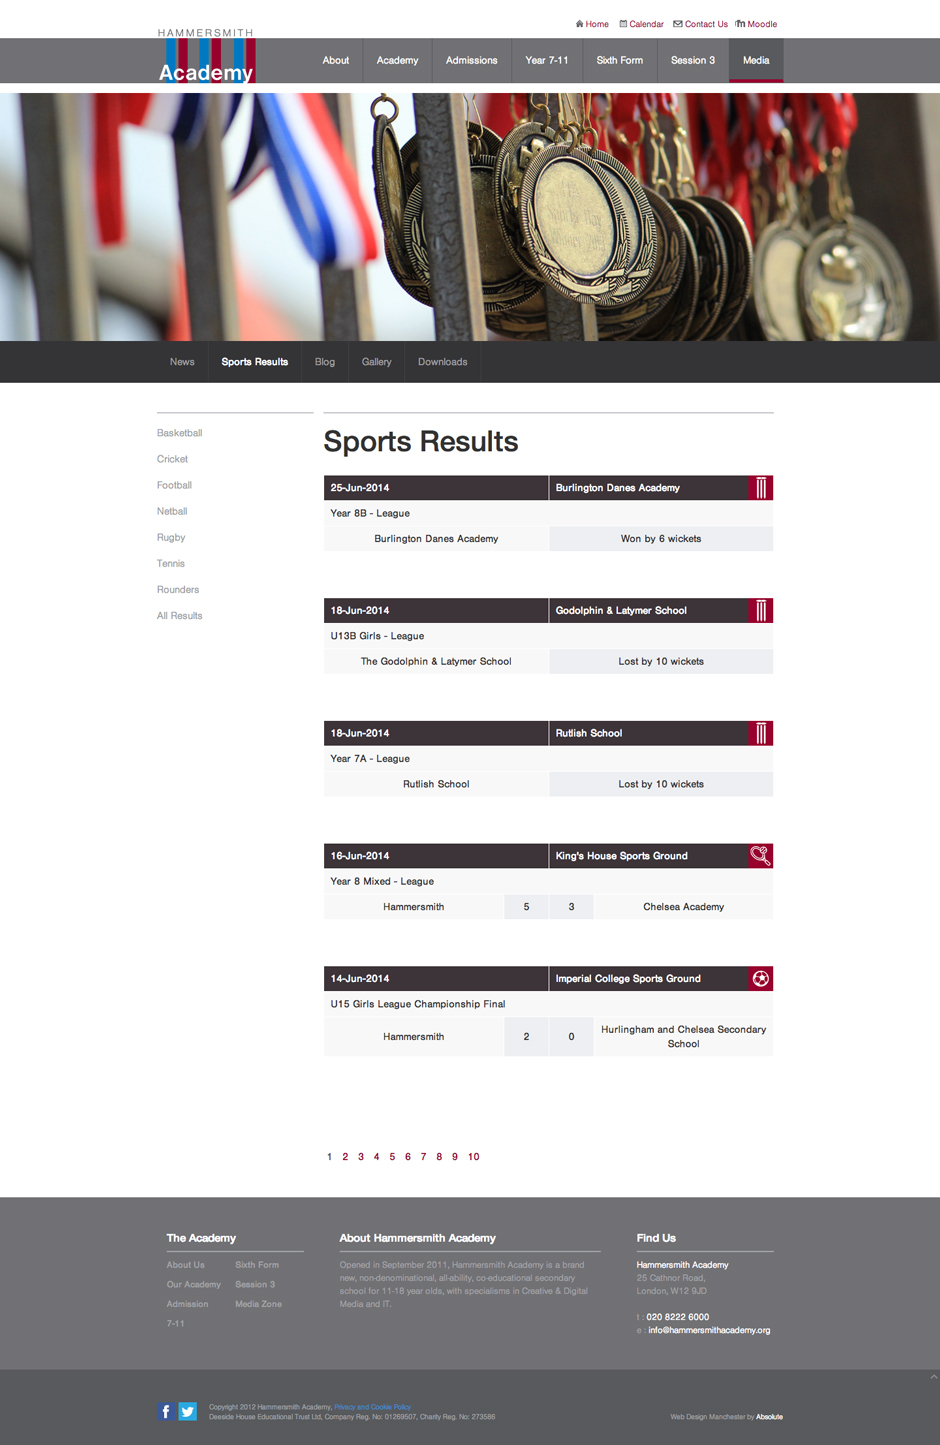 Home Calendar Contact Us Moodle
HAMMERSMITH
Academy
About Academy Admissions Year 7-11 Sixth Form Session 3 Media
News Sports Results Blog Gallery Downloads
Basketball
Cricket
Football
Netball
Rugby
Tennis
Rounders
All Results
Sports Results
25-Jun-2014 Burlington Danes Academy
Year 8B - League
Burlington Danes Academy Won by 6 wickets
18-Jun-2014 Godolphin & Latymer School
U13B Girls - League
The Godolphin & Latymer School Lost by 10 wickets
18-Jun-2014 Rutlish School
Year 7A - League
Rutlish School Lost by 10 wickets
16-Jun-2014 King's House Sports Ground
Year 8 Mixed - League
Hammersmith 5 3 Chelsea Academy
14-Jun-2014 Imperial College Sports Ground
U15 Girls League Championship Final
Hammersmith 2 0 Hurlingham and Chelsea Secondary
School
1 2 3 4 5 6 7 8 9 10
The Academy
About Us Sixth Form
Our Academy Session 3
Admission Media Zone
7-11
About Hammersmith Academy
Opened in September 2011, Hammersmith Academy is a brand
new, non-denominational, all-ability, co-educational secondary
school for 11-18 year olds, with specialisms in Creative & Digital
Media and IT.
Find Us
Hammersmith Academy
25 Cathnor Road,
London, W12 9JD
t : 020 8222 6000
e : info@hammersmithacademy.org
Copyright 2012 Hammersmith Academy, Privacy and Cookie Policy
Deeside House Educational Trust Ltd, Company Reg. No: 01269507, Charity Reg. No: 273586
Web Design Manchester by Absolute